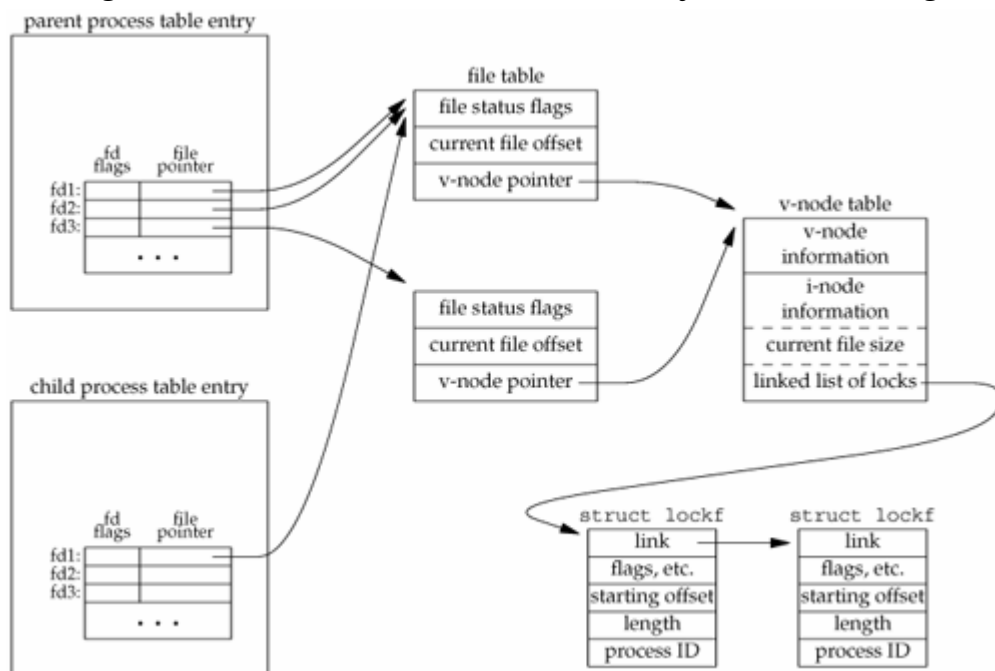 parent process table entry
fd
flags
file
pointer
fd1:
fd2:
fd3:
. . .
file table
file status flags
current file offset
v-node pointer
file status flags
current file offset
v-node pointer
v-node table
v-node
information
i-node
information
current file size
linked list of locks
child process table entry
fd
flags
file
pointer
fd1:
fd2:
fd3:
. . .
struct lockf
link
flags, etc.
starting offset
length
process ID
struct lockf
link
flags, etc.
starting offset
length
process ID